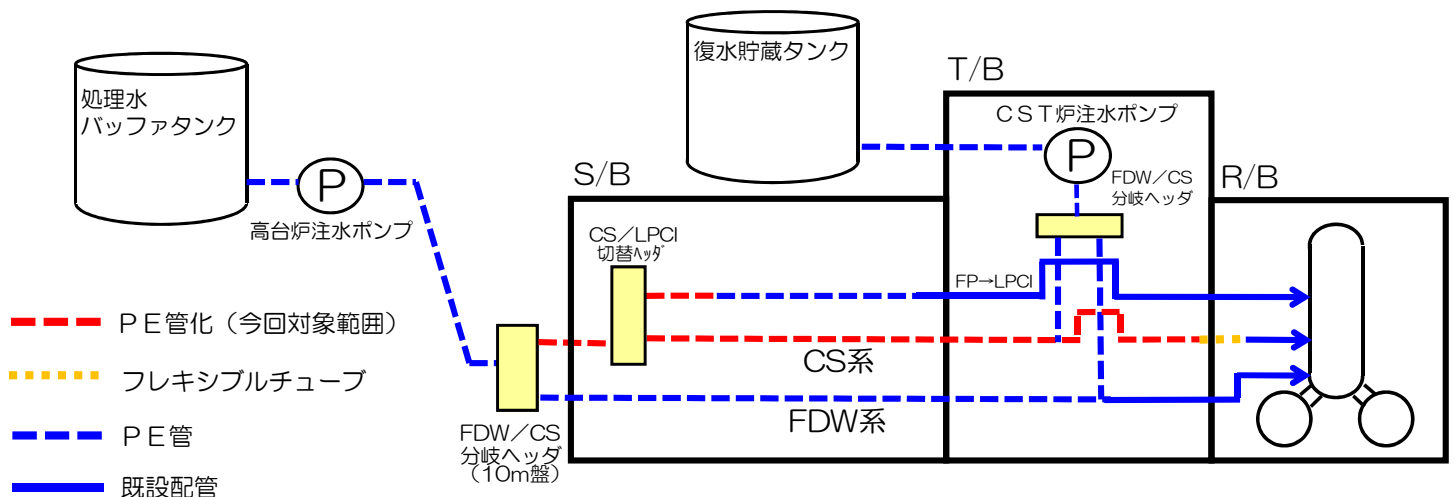 処理水
バッファタンク
P
高台炉注水ポンプ
復水貯蔵タンク
T/B
CST炉注水ポンプ
P
FDW/CS
分岐ヘッダ
S/B
R/B
CS/LPCI
切替ヘッダ
FP→LPCI
CS系
FDW系
FDW/CS
分岐ヘッダ
(10m盤)
PE管化(今回対象範囲)
フレキシブルチューブ
PE管
既設配管